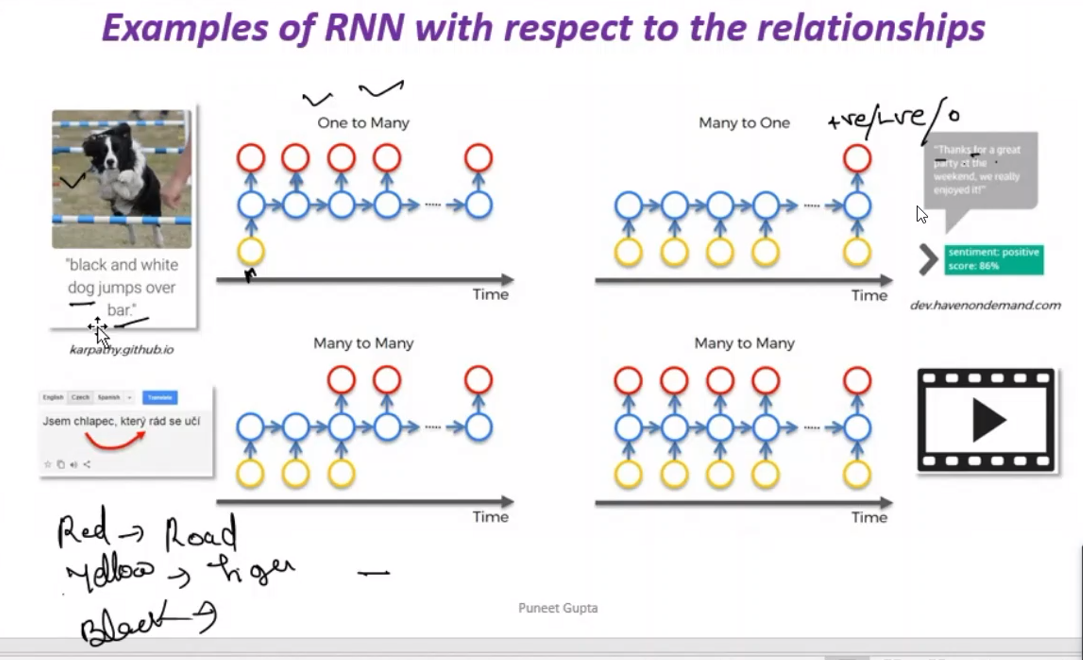 Examples of RNN with respect to the relationships
One to Many
Many to One
+ve/-ve/0
"black and white
dog jumps over
bar."
karpathy.github.io
Time
Time
"Thanks for a great
party at the
weekend, we really
enjoyed it!"
sentiment: positive
score: 86%
dev.havenondemand.com
Many to Many
Many to Many
English Czech Spanish Translate
Jsem chlapec, který rád se učí
Time
Time
Red → Road
Yellow → Tiger
Black →
Puneet Gupta